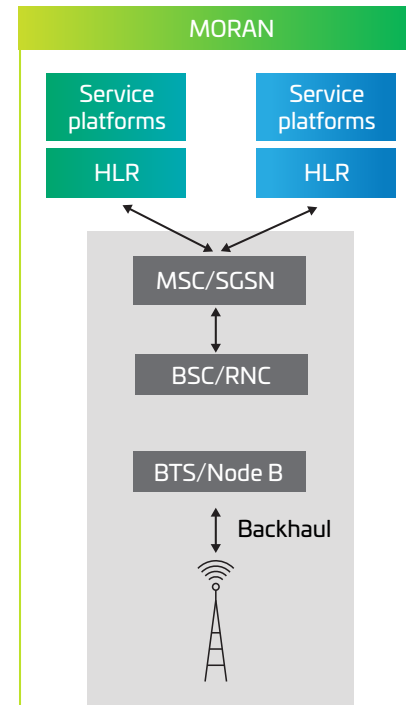 MORAN
Service
platforms
Service
platforms
HLR
HLR
MSC/SGSN
BSC/RNC
BTS/Node B
Backhaul